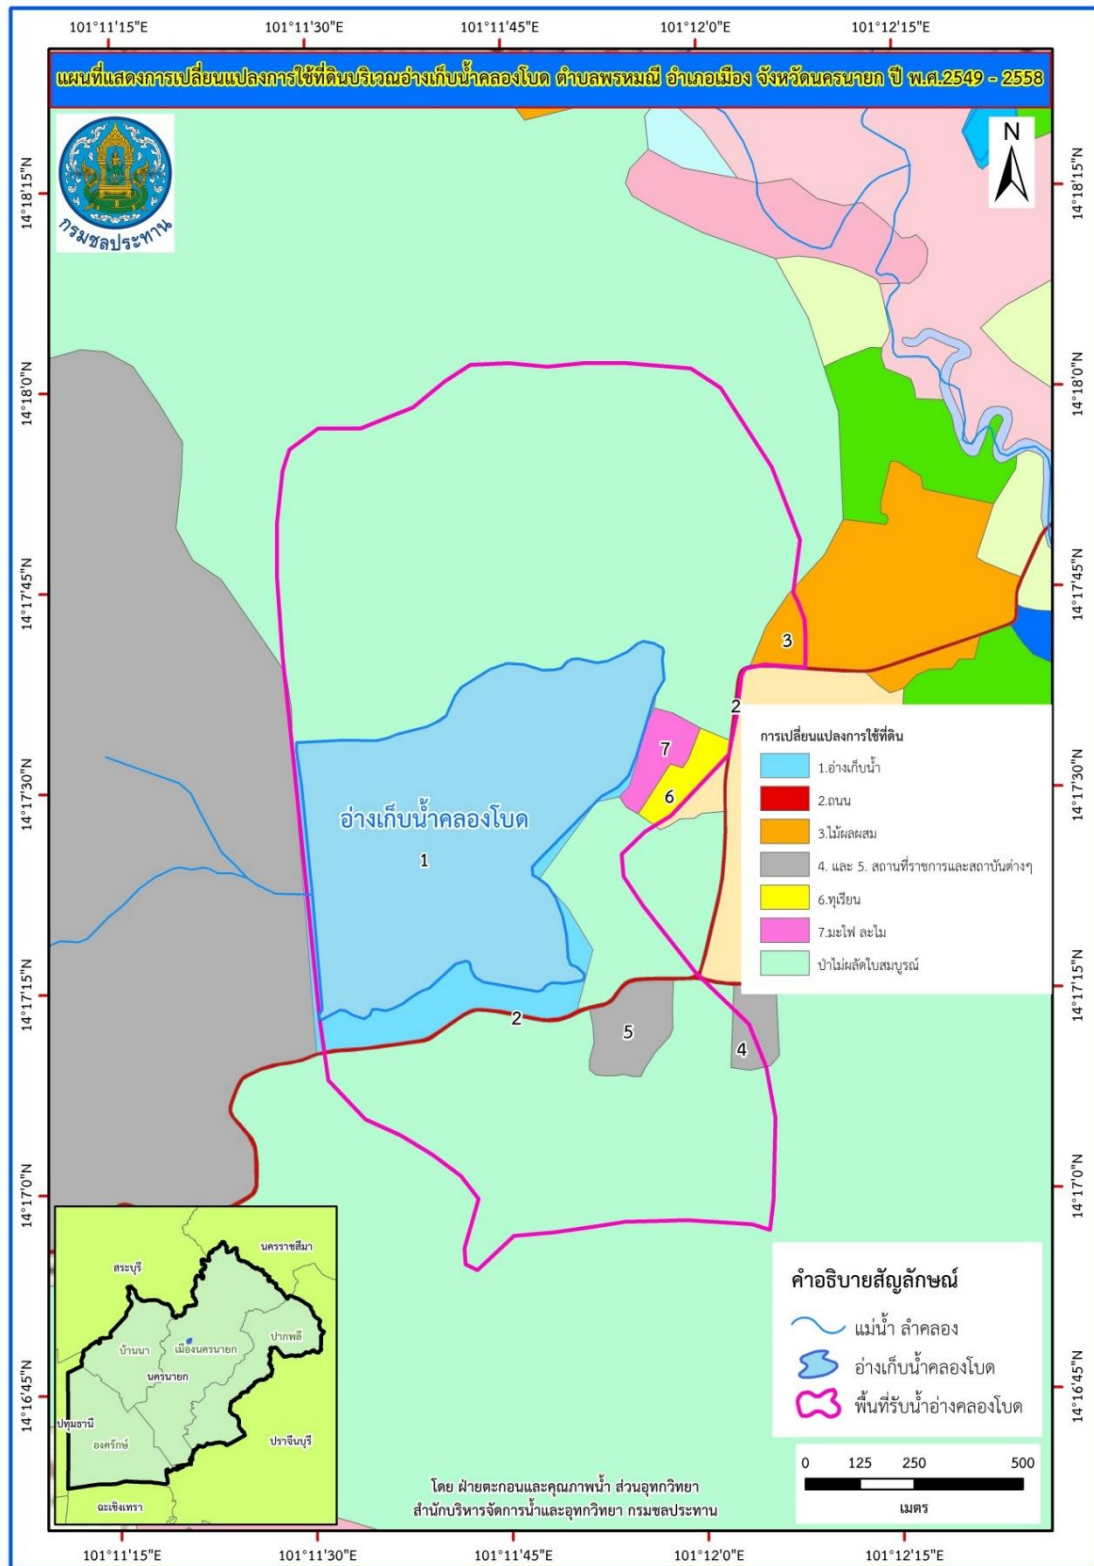 101°11'15"E 101°11'30"E 101°11'45"E 101°12'0"E 101°12'15"E
แผนที่แสดงการเปลี่ยนแปลงการใช้ที่ดินบริเวณอ่างเก็บน้ำคลองโบด ตำบลพรหมณี อำเภอเมือง จังหวัดนครนายก ปี พ.ศ.2549 - 2558
กรมชลประทาน
N
14°18'15"N 14°18'15"N
14°18'0"N 14°18'0"N
14°17'45"N 14°17'45"N
3
2
7
6
อ่างเก็บน้ำคลองโบด
1
14°17'30"N 14°17'30"N
การเปลี่ยนแปลงการใช้ที่ดิน
1.อ่างเก็บน้ำ
2.ถนน
3.ไม้ผลผสม
4. และ 5. สถานที่ราชการและสถาบันต่างๆ
6.ทุเรียน
7.มะไฟ ละไม
ป่าไม่ผลัดใบสมบูรณ์
14°17'15"N 14°17'15"N
2
5
4
14°17'0"N 14°17'0"N
นครราชสีมา
สระบุรี
ปากพลี
เมืองนครนายก
บ้านนา
นครนายก
ปทุมธานี
องครักษ์
ปราจีนบุรี
ฉะเชิงเทรา
คำอธิบายสัญลักษณ์
แม่น้ำ ลำคลอง
อ่างเก็บน้ำคลองโบด
พื้นที่รับน้ำอ่างคลองโบด
14°16'45"N 14°16'45"N
0 125 250 500
เมตร
โดย ฝ่ายตะกอนและคุณภาพน้ำ ส่วนอุทกวิทยา
สำนักบริหารจัดการน้ำและอุทกวิทยา กรมชลประทาน
101°11'15"E 101°11'30"E 101°11'45"E 101°12'0"E 101°12'15"E